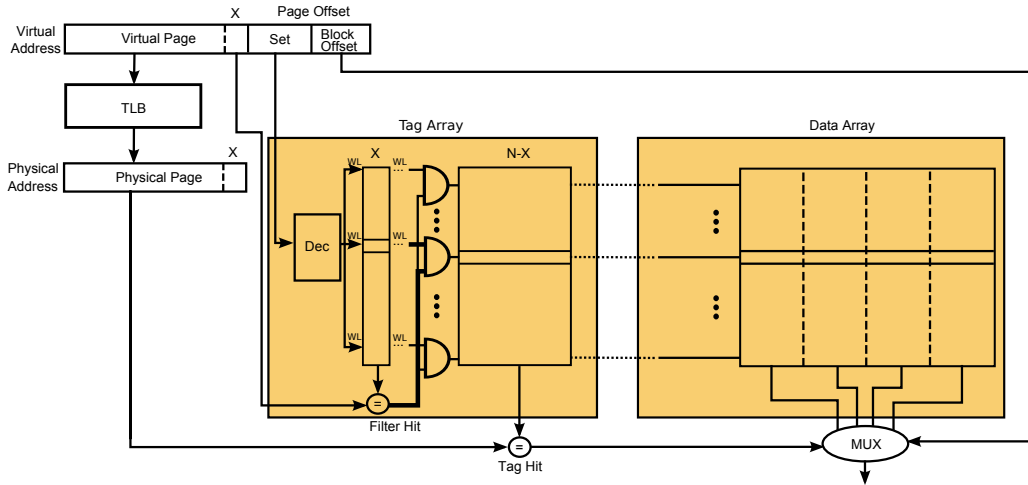 X
Page Offset
Virtual
Address
Virtual Page
Set
Block
Offset
TLB
Tag Array
Data Array
X
Physical
Address
Physical Page
X
N-X
WL
WL
...
Dec
WL
WL
...
WL
WL
...
=
Filter Hit
=
Tag Hit
MUX